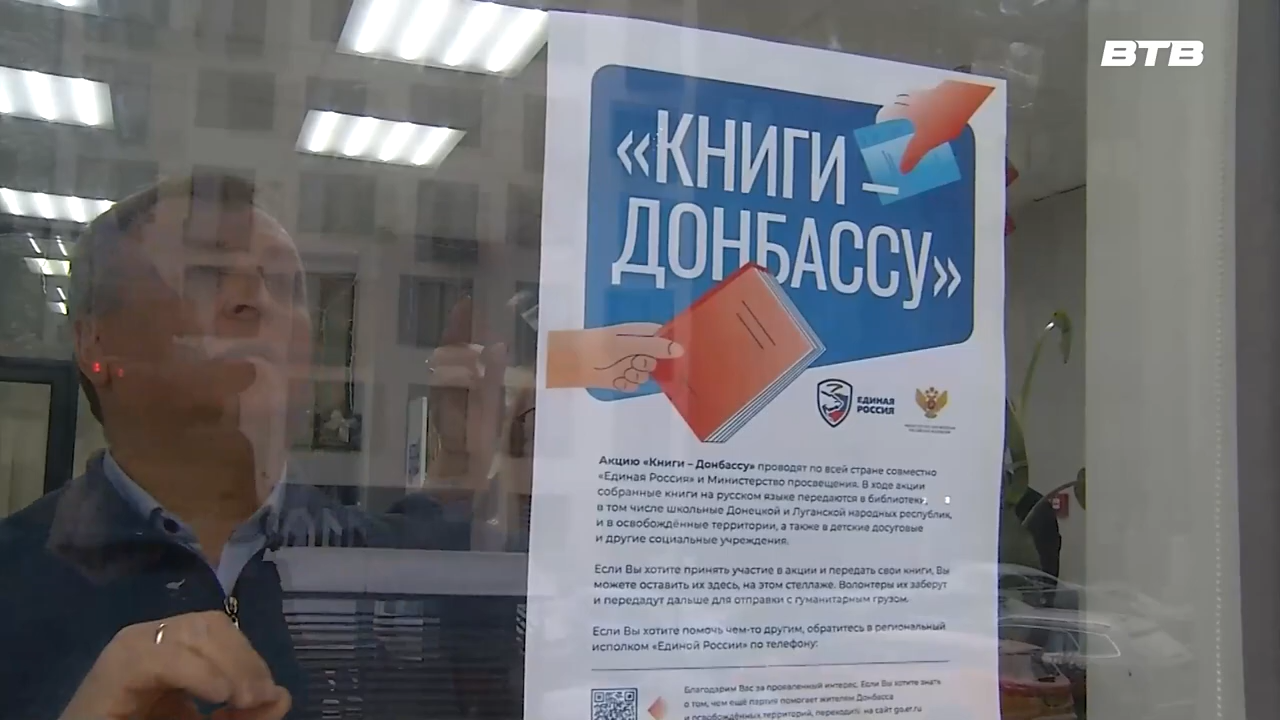 ВТВ
«КНИГИ –
ДОНБАССУ»
ЕДИНАЯ
РОССИЯ
Акцию «Книги – Донбассу» проводят по всей стране совместно
«Единая Россия» и Министерство просвещения. В ходе акции
собранные книги на русском языке передаются в библиотеки,
в том числе школьные Донецкой и Луганской народных республик,
и в освобождённые территории, а также в детские досуговые
и другие социальные учреждения.
Если Вы хотите принять участие в акции и передать свои книги, Вы
можете оставить их здесь, на этом стеллаже. Волонтеры их заберут
и передадут дальше для отправки с гуманитарным грузом.
Если Вы хотите помочь чем-то другим, обратитесь в региональный
исполком «Единой России» по телефону:
Благодарим Вас за проявленный интерес. Если Вы хотите знать
о том, чем ещё партия помогает жителям Донбасса
и освобождённых территорий, переходите на сайт go.er.ru